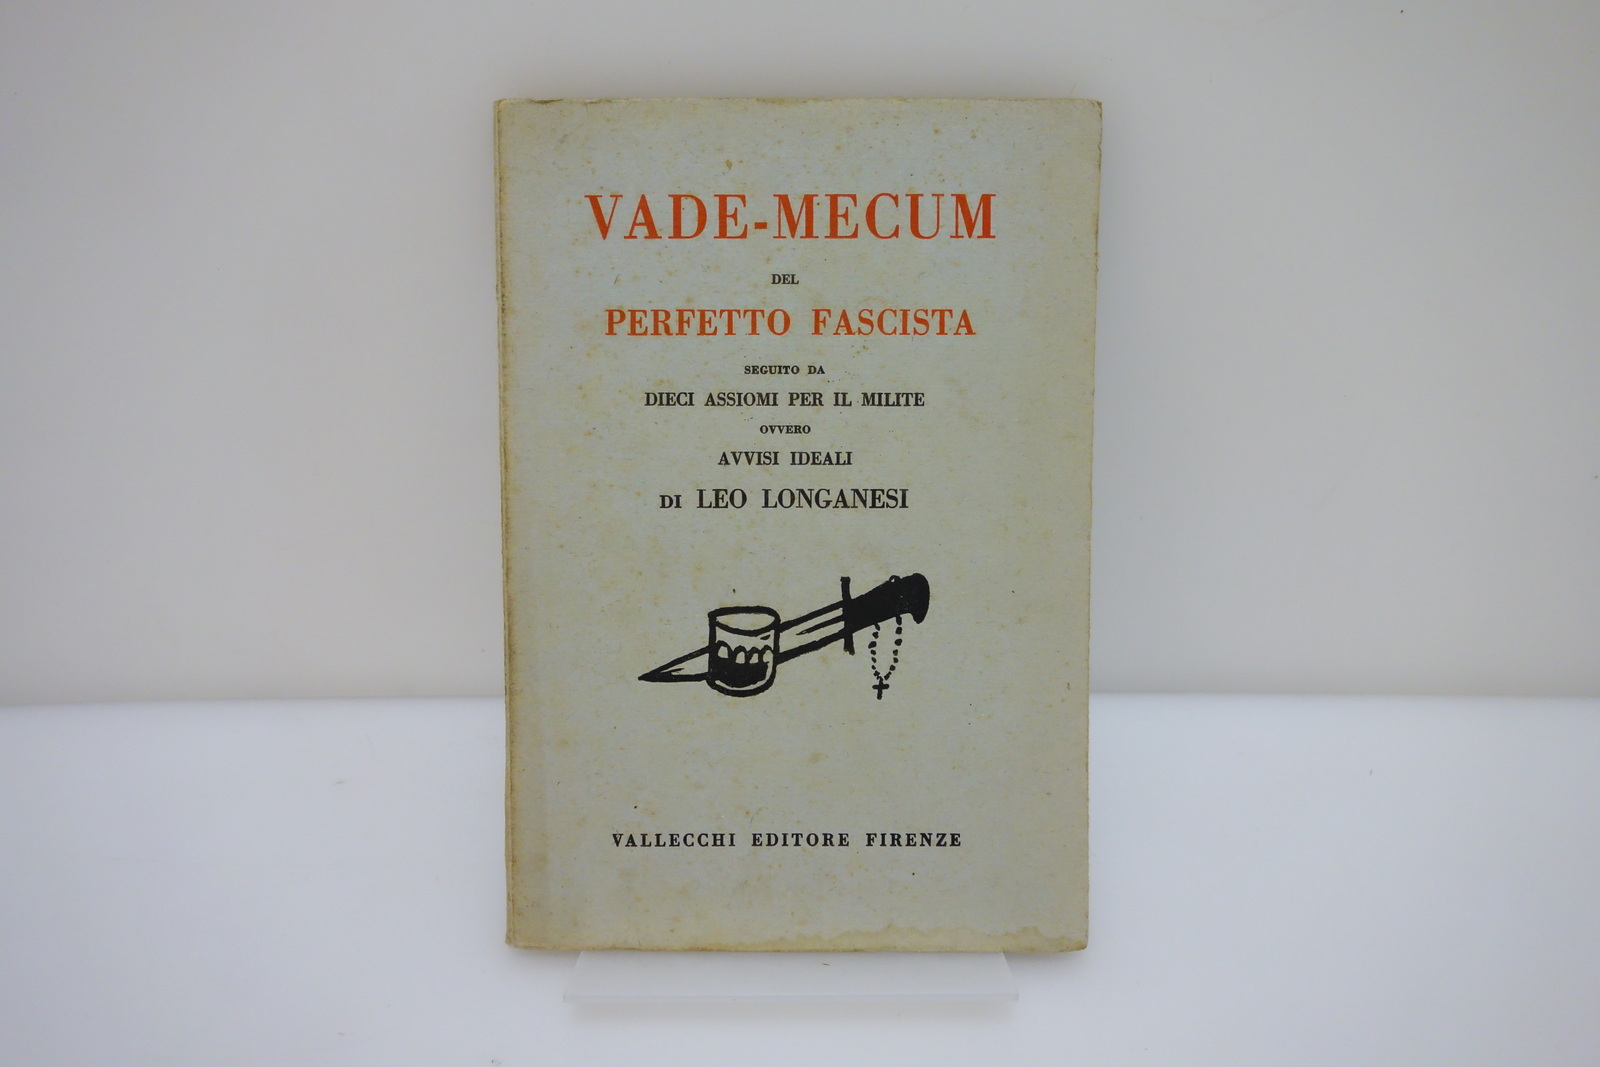 VADE-MECUM
DEL
PERFETTO FASCISTA
SEGUITO DA
DIECI ASSIOMI PER IL MILITE
OVVERO
AVVISI IDEALI
DI LEO LONGANESI
VALLECCHI EDITORE FIRENZE